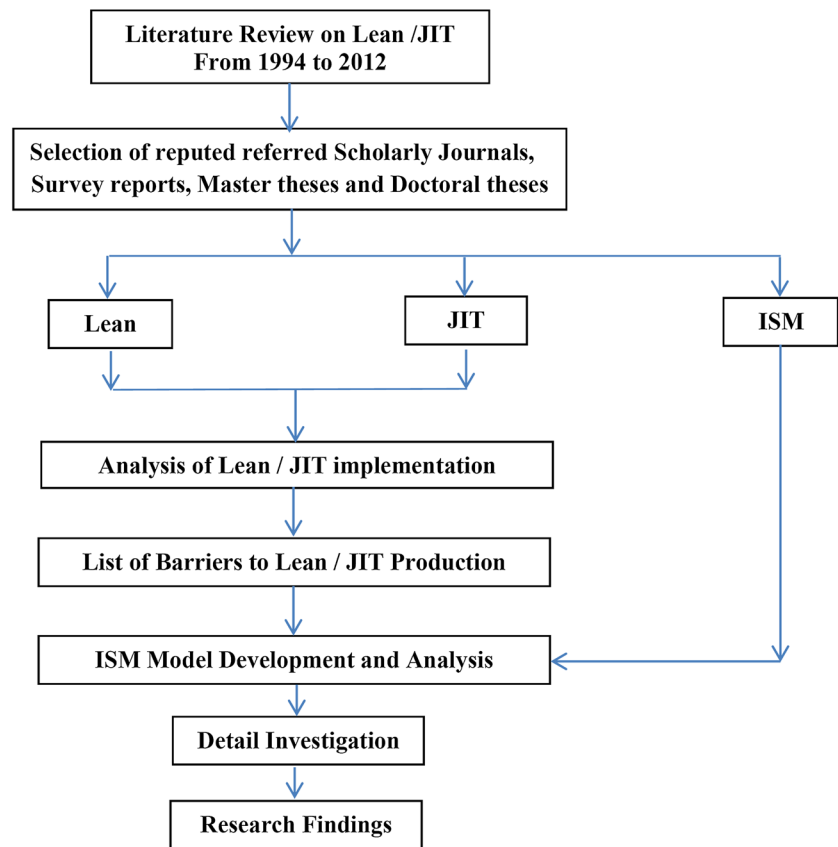 Literature Review on Lean /JIT
From 1994 to 2012
Selection of reputed referred Scholarly Journals,
Survey reports, Master theses and Doctoral theses
Lean
JIT
ISM
Analysis of Lean / JIT implementation
List of Barriers to Lean / JIT Production
ISM Model Development and Analysis
Detail Investigation
Research Findings